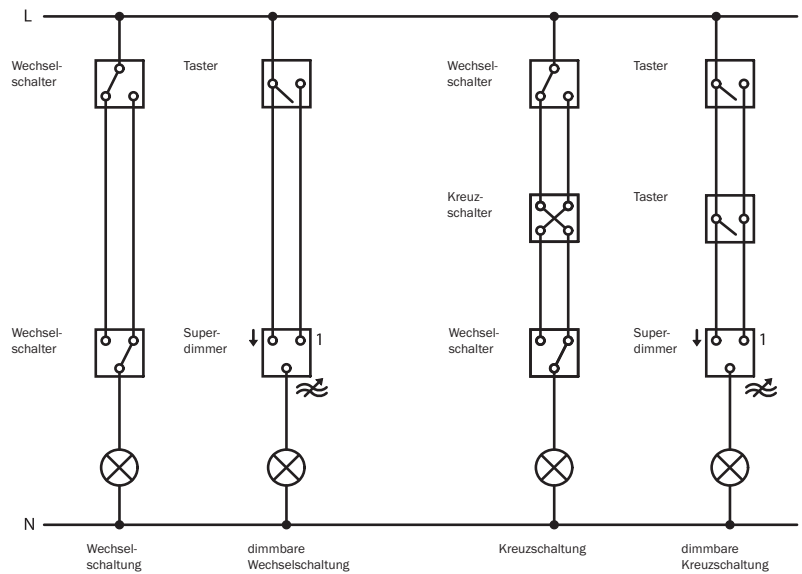 L
Wechsel-
schalter
Taster
Wechsel-
schalter
Taster
Kreuz-
schalter
Taster
Wechsel-
schalter
Super-
dimmer
1
Wechsel-
schalter
Super-
dimmer
1
N
Wechsel-
schaltung
dimmbare
Wechselschaltung
Kreuzschaltung
dimmbare
Kreuzschaltung